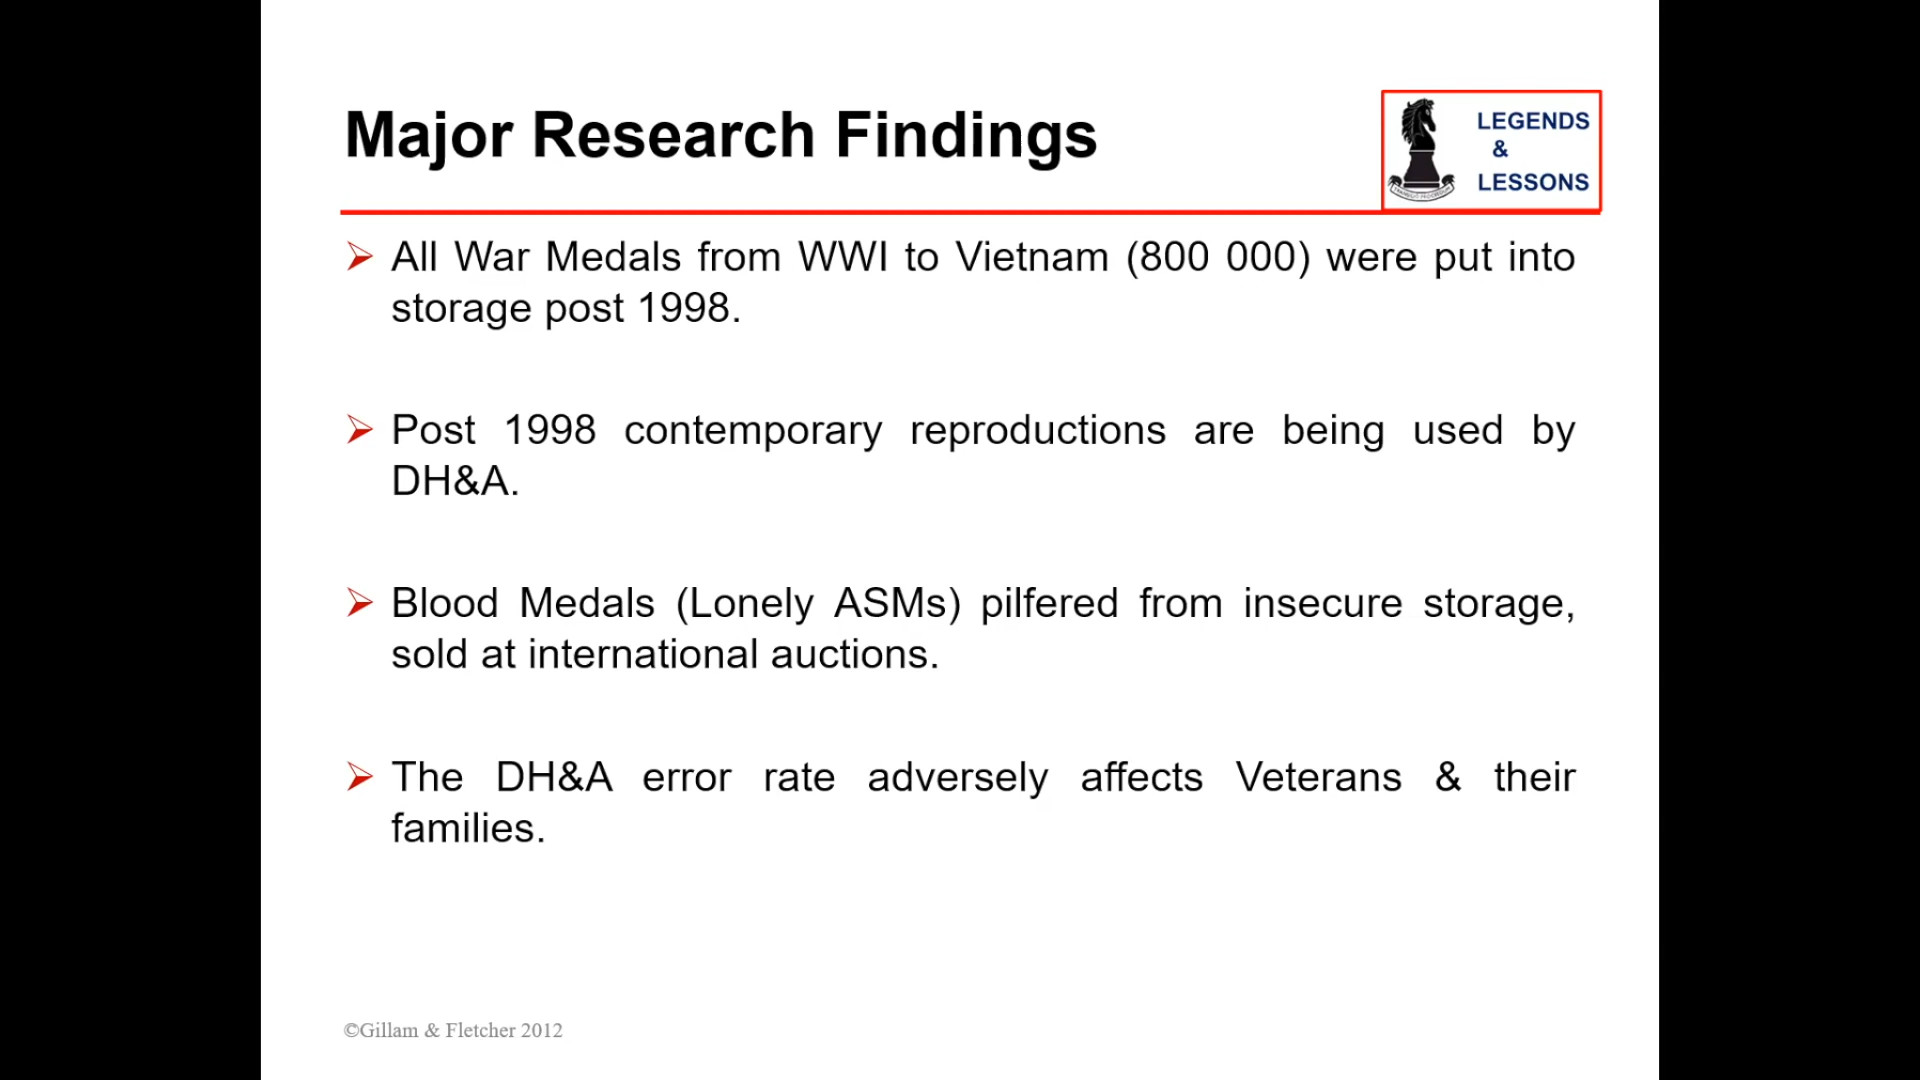 Major Research Findings
LEGENDS
&
LESSONS
All War Medals from WWI to Vietnam (800 000) were put into
storage post 1998.
Post 1998 contemporary reproductions are being used by
DH&A.
Blood Medals (Lonely ASMs) pilfered from insecure storage,
sold at international auctions.
The DH&A error rate adversely affects Veterans & their
families.
©Gillam & Fletcher 2012